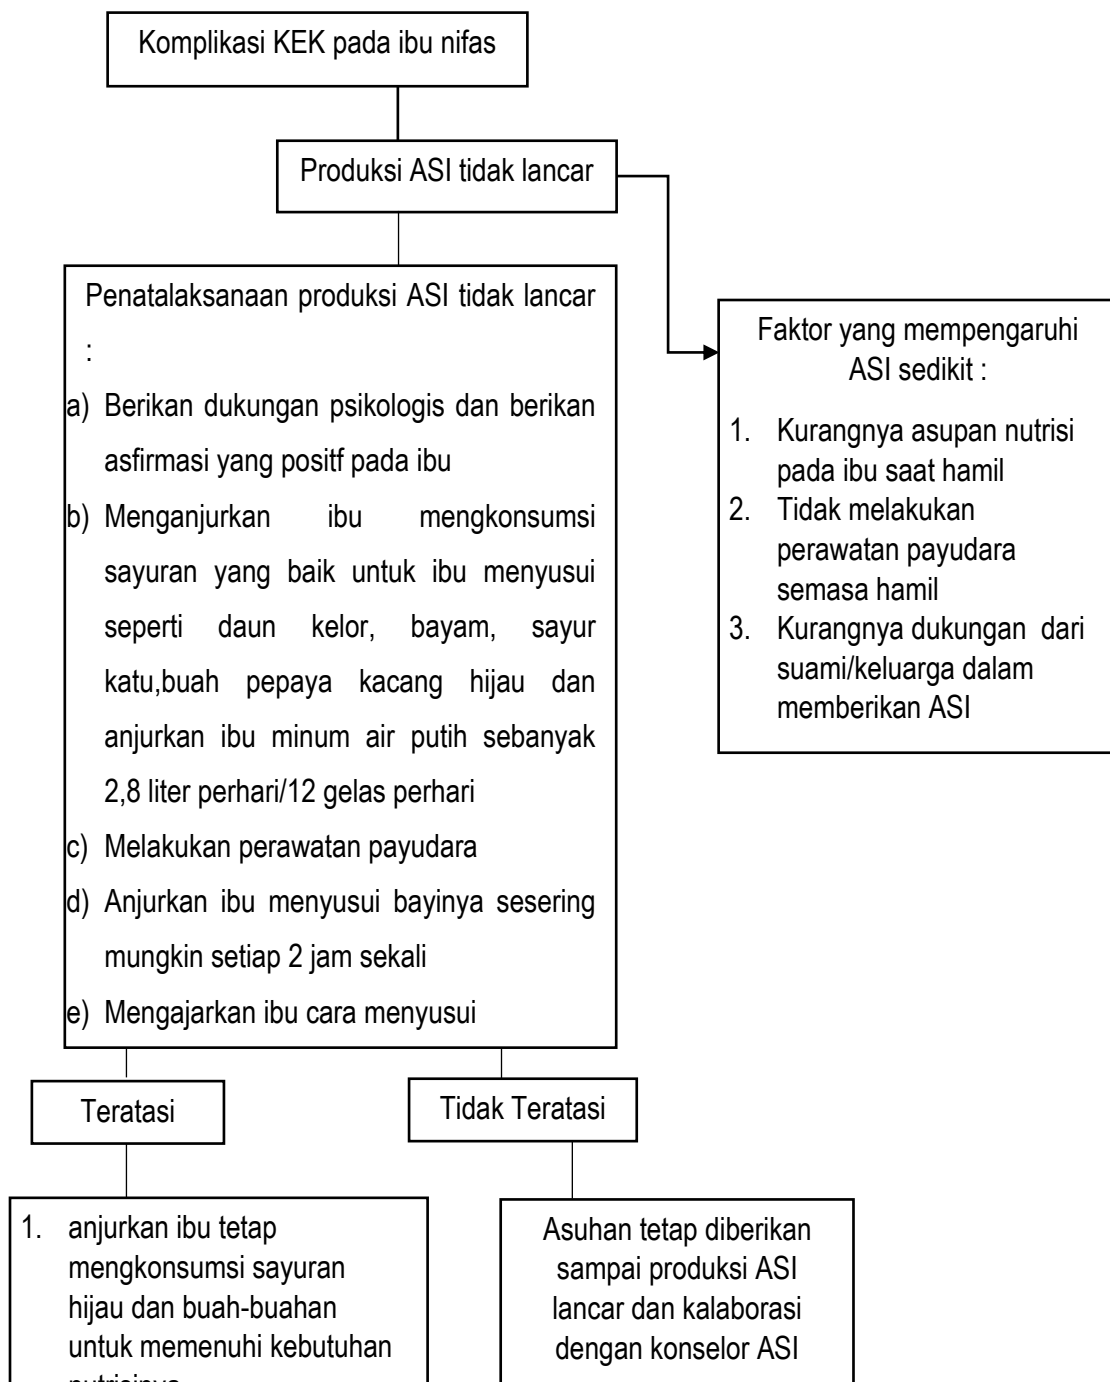 Komplikasi KEK pada ibu nifas
Produksi ASI tidak lancar
Penatalaksanaan produksi ASI tidak lancar
:
a) Berikan dukungan psikologis dan berikan
asfirmasi yang positf pada ibu
b) Menganjurkan ibu mengkonsumsi
sayuran yang baik untuk ibu menyusui
seperti daun kelor, bayam, sayur
katu,buah pepaya kacang hijau dan
anjurkan ibu minum air putih sebanyak
2,8 liter perhari/12 gelas perhari
c) Melakukan perawatan payudara
d) Anjurkan ibu menyusui bayinya sesering
mungkin setiap 2 jam sekali
e) Mengajarkan ibu cara menyusui
Faktor yang mempengaruhi
ASI sedikit :
1. Kurangnya asupan nutrisi
pada ibu saat hamil
2. Tidak melakukan
perawatan payudara
semasa hamil
3. Kurangnya dukungan dari
suami/keluarga dalam
memberikan ASI
Teratasi
Tidak Teratasi
1. anjurkan ibu tetap
mengkonsumsi sayuran
hijau dan buah-buahan
untuk memenuhi kebutuhan
Asuhan tetap diberikan
sampai produksi ASI
lancar dan kalaborasi
dengan konselor ASI